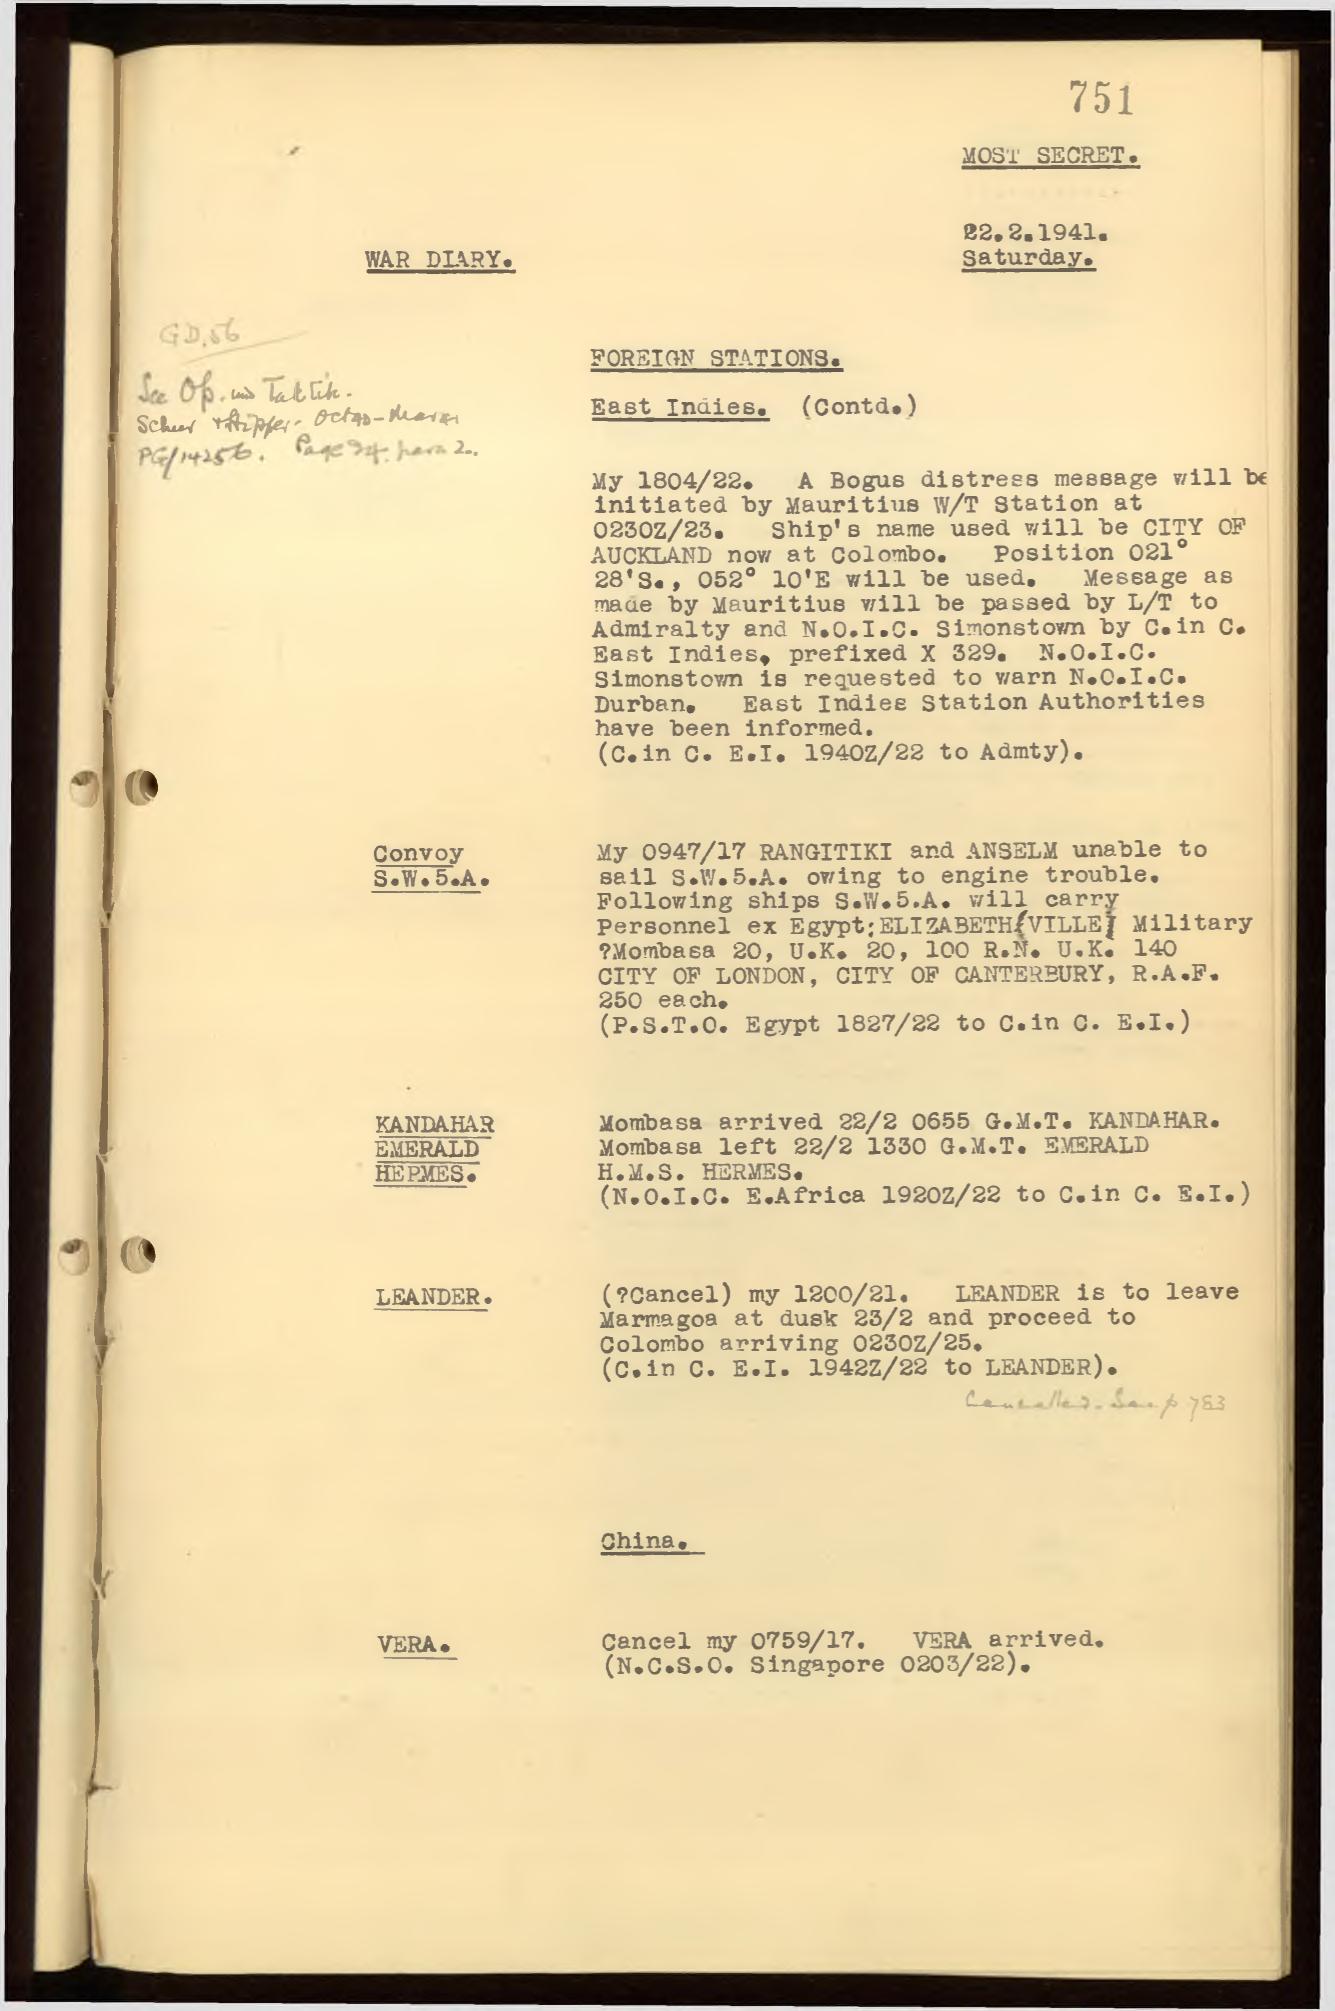 751
MOST SECRET.
22.2.1941.
Saturday.
WAR DIARY.
GD.56
See Op. und Taktik.
Scheer + Hipper. Oct 40 - March 41
PG/14256. Page 24 para 2.
FOREIGN STATIONS.
East Indies. (Contd.)
My 1804/22. A Bogus distress message will be
initiated by Mauritius W/T Station at
0230Z/23. Ship's name used will be CITY OF
AUCKLAND now at Colombo. Position 021°
28'S., 052° 10'E will be used. Message as
made by Mauritius will be passed by L/T to
Admiralty and N.O.I.C. Simonstown by C.in C.
East Indies, prefixed X 329. N.O.I.C.
Simonstown is requested to warn N.O.I.C.
Durban. East Indies Station Authorities
have been informed.
(C.in C. E.I. 1940Z/22 to Admty).
Convoy
S.W.5.A.
My 0947/17 RANGITIKI and ANSELM unable to
sail S.W.5.A. owing to engine trouble.
Following ships S.W.5.A. will carry
Personnel ex Egypt:ELIZABETH(VILLE) Military
?Mombasa 20, U.K. 20, 100 R.N. U.K. 140
CITY OF LONDON, CITY OF CANTERBURY, R.A.F.
250 each.
(P.S.T.O. Egypt 1827/22 to C.in C. E.I.)
KANDAHAR
EMERALD
HERMES.
Mombasa arrived 22/2 0655 G.M.T. KANDAHAR.
Mombasa left 22/2 1330 G.M.T. EMERALD
H.M.S. HERMES.
(N.O.I.C. E.Africa 1920Z/22 to C.in C. E.I.)
LEANDER.
(?Cancel) my 1200/21. LEANDER is to leave
Marmagoa at dusk 23/2 and proceed to
Colombo arriving 0230Z/25.
(C.in C. E.I. 1942Z/22 to LEANDER).
Cancelled. See p 783
China.
VERA.
Cancel my 0759/17. VERA arrived.
(N.C.S.O. Singapore 0203/22).